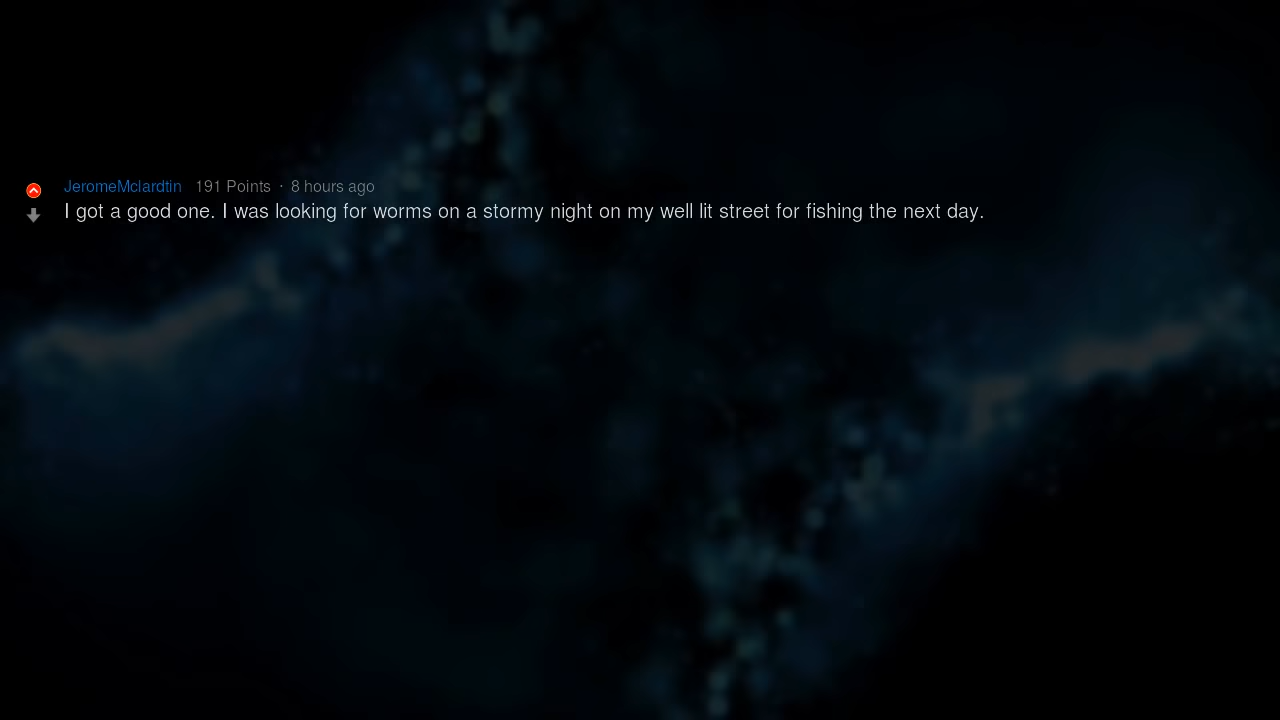 JeromeMclardtin 191 Points · 8 hours ago
I got a good one. I was looking for worms on a stormy night on my well lit street for fishing the next day.